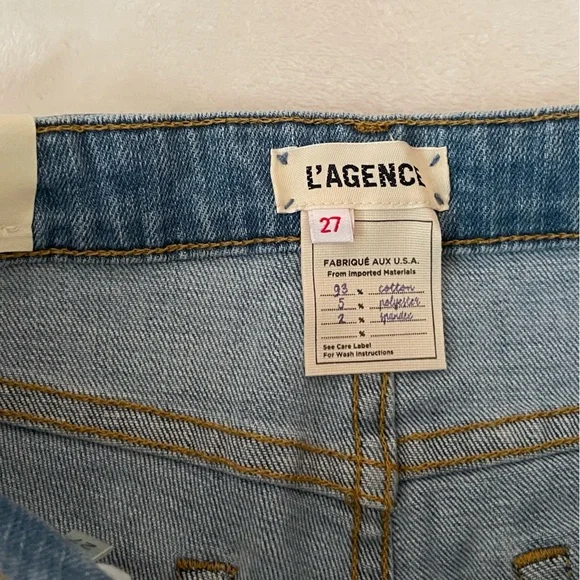 L'AGENCE
27
FABRIQUÉ AUX U.S.A.
From Imported Materials
93 % cotton
5 % polyester
2 % spandex
%
See Care Label
For Wash Instructions